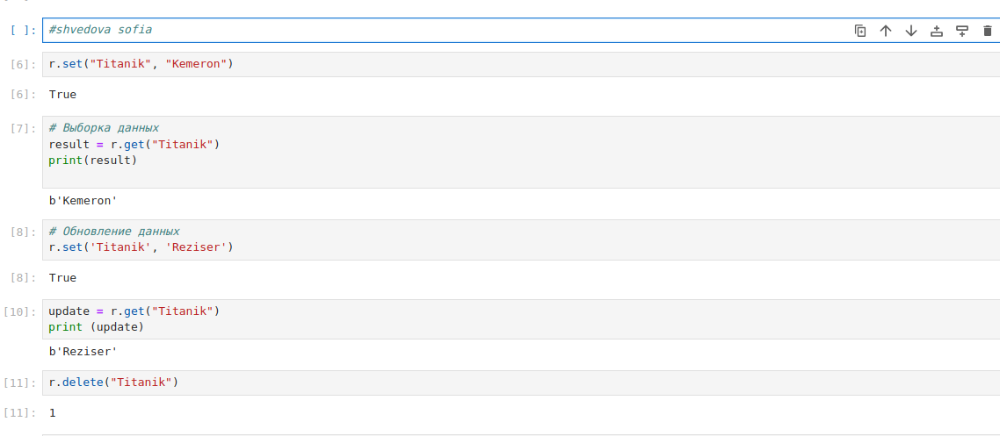 [ ]: #shvedova sofia
[6]: r.set("Titanik", "Kemeron")
[6]: True
[7]: # Выборка данных
result = r.get("Titanik")
print(result)
b'Kemeron'
[8]: # Обновление данных
r.set('Titanik', 'Reziser')
[8]: True
[10]: update = r.get("Titanik")
print (update)
b'Reziser'
[11]: r.delete("Titanik")
[11]: 1